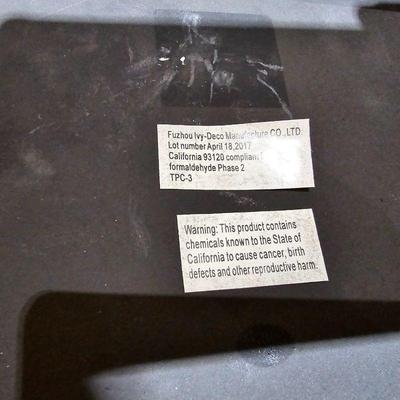 Fuzhou Ivy-Deco Manufacture CO.,LTD.
Lot number April 18,2017
California 93120 compliant
formaldehyde Phase 2
TPC-3
Warning: This product contains
chemicals known to the State of
California to cause cancer, birth
defects and other reproductive harm.